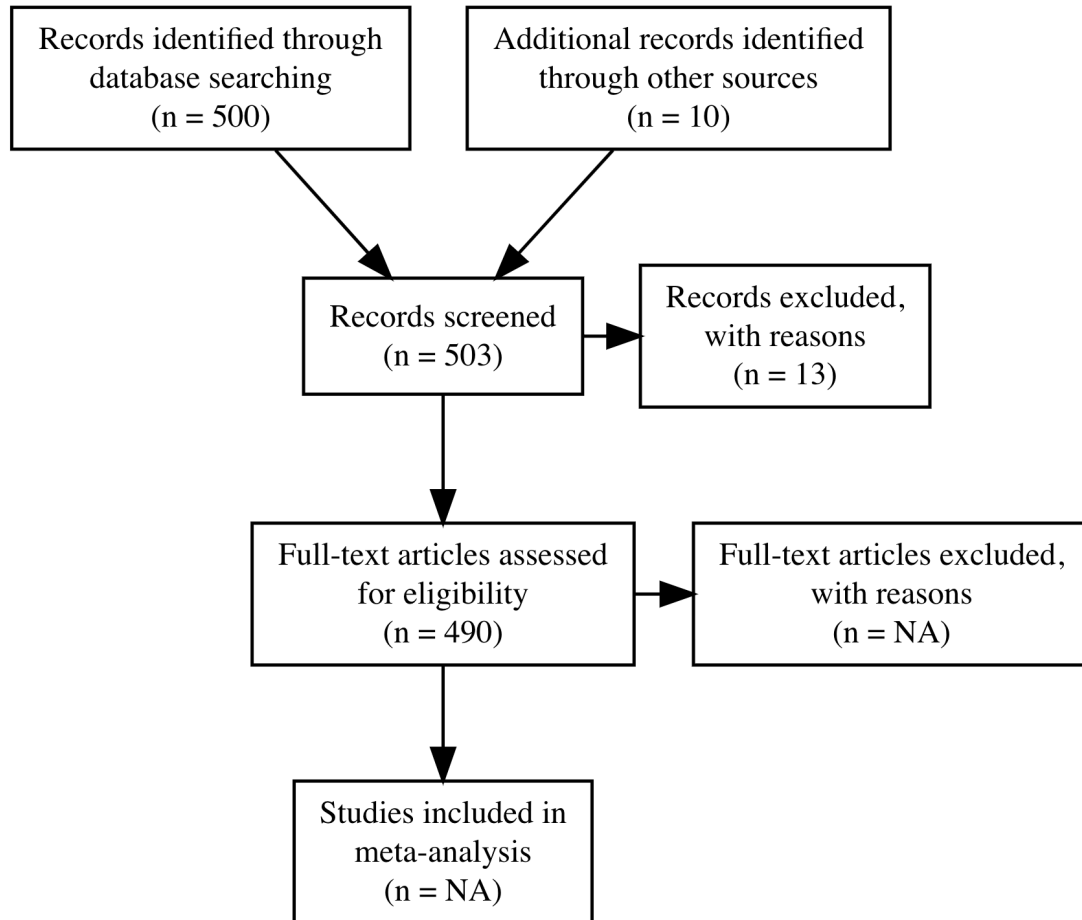 Records identified through
database searching
(n = 500)
Additional records identified
through other sources
(n = 10)
Records screened
(n = 503)
Records excluded,
with reasons
(n = 13)
Full-text articles assessed
for eligibility
(n = 490)
Full-text articles excluded,
with reasons
(n = NA)
Studies included in
meta-analysis
(n = NA)